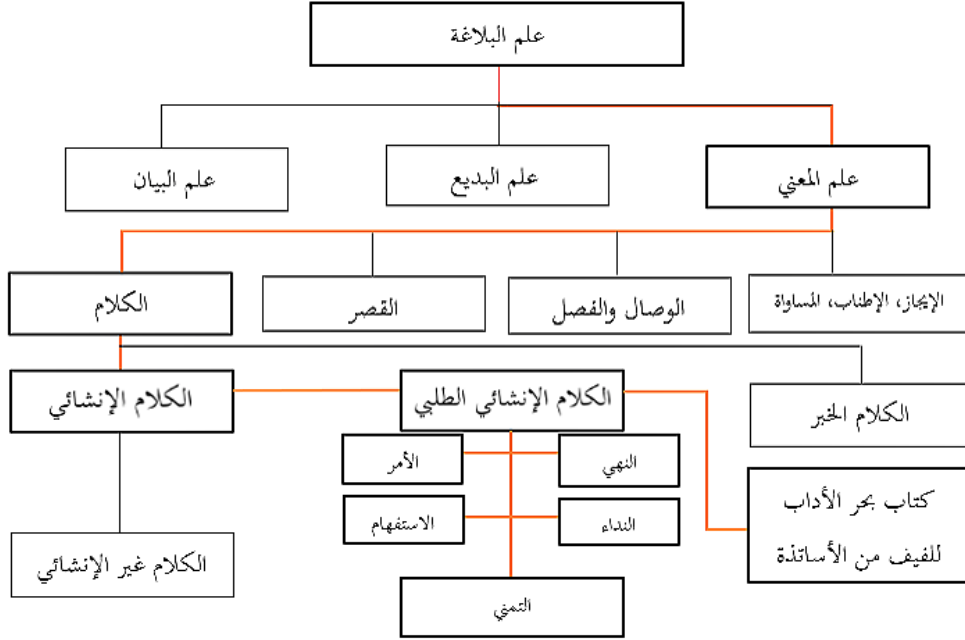 علم البلاغة
علم المعني
علم البديع
علم البيان
الإيجاز، الإطناب، المساواة
الوصال والفصل
القصر
الكلام
الكلام الخبر
الكلام الإنشائي الطلبي
الكلام الإنشائي
النهي
الأمر
النداء
الاستفهام
التمني
كتاب بحر الأداب
للفيف من الأساتذة
الكلام غير الإنشائي